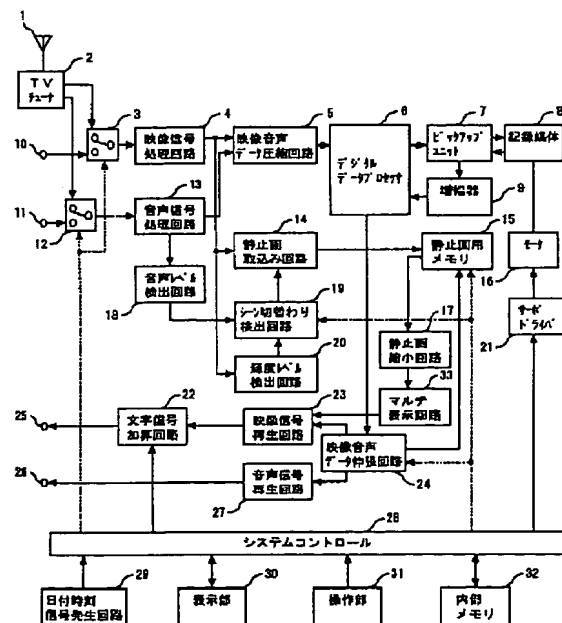 1
2
TV
チューナ
3
4
5
6
7
8
映像信号
処理回路
映像音声
データ圧縮回路
デジタル
データプロセッサ
ピックアップ
ユニット
記録媒体
10
11
12
13
音声信号
処理回路
増幅器
9
14
15
静止画
取込み回路
静止画用
メモリ
モータ
16
音声レベル
検出回路
18
シーン切替わり
検出回路
19
17
静止画
縮小回路
サーボ
ドライバ
21
輝度レベル
検出回路
20
33
マルチ
表示回路
22
23
25
文字信号
加算回路
映像信号
再生回路
映像音声
データ伸張回路
24
26
音声信号
再生回路
27
28
システムコントロール
29
30
31
32
日付時刻
信号発生回路
表示部
操作部
内部
メモリ